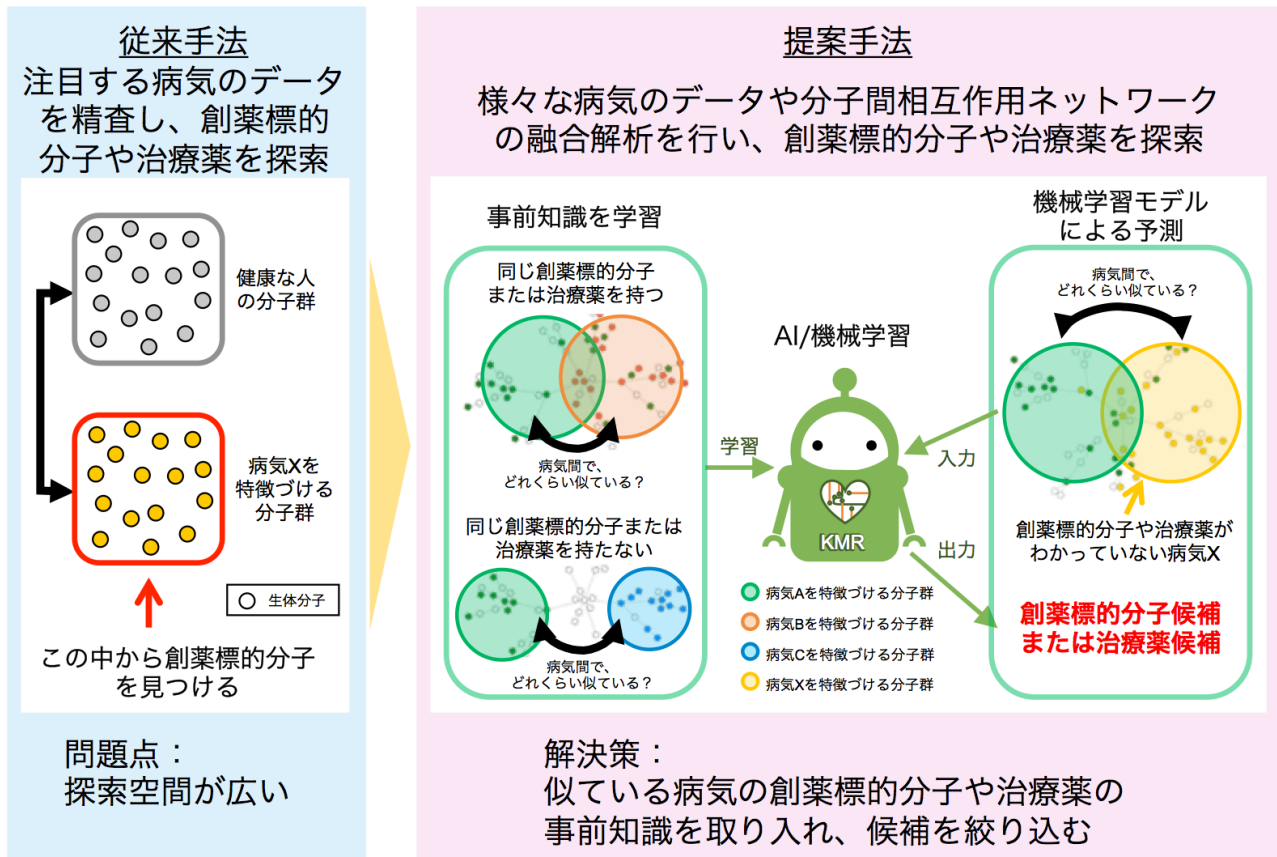 従来手法
注目する病気のデータ
を精査し、創薬標的
分子や治療薬を探索
健康な人
の分子群
病気Xを
特徴づける
分子群
生体分子
この中から創薬標的分子
を見つける
問題点：
探索空間が広い
提案手法
様々な病気のデータや分子間相互作用ネットワーク
の融合解析を行い、創薬標的分子や治療薬を探索
事前知識を学習
同じ創薬標的分子
または治療薬を持つ
病気間で、
どれくらい似ている？
同じ創薬標的分子または
治療薬を持たない
病気間で、
どれくらい似ている？
学習
AI/機械学習
KMR
入力
出力
病気Aを特徴づける分子群
病気Bを特徴づける分子群
病気Cを特徴づける分子群
病気Xを特徴づける分子群
機械学習モデル
による予測
病気間で、
どれくらい似ている？
創薬標的分子や治療薬が
わかっていない病気X
創薬標的分子候補
または治療薬候補
解決策：
似ている病気の創薬標的分子や治療薬の
事前知識を取り入れ、候補を絞り込む